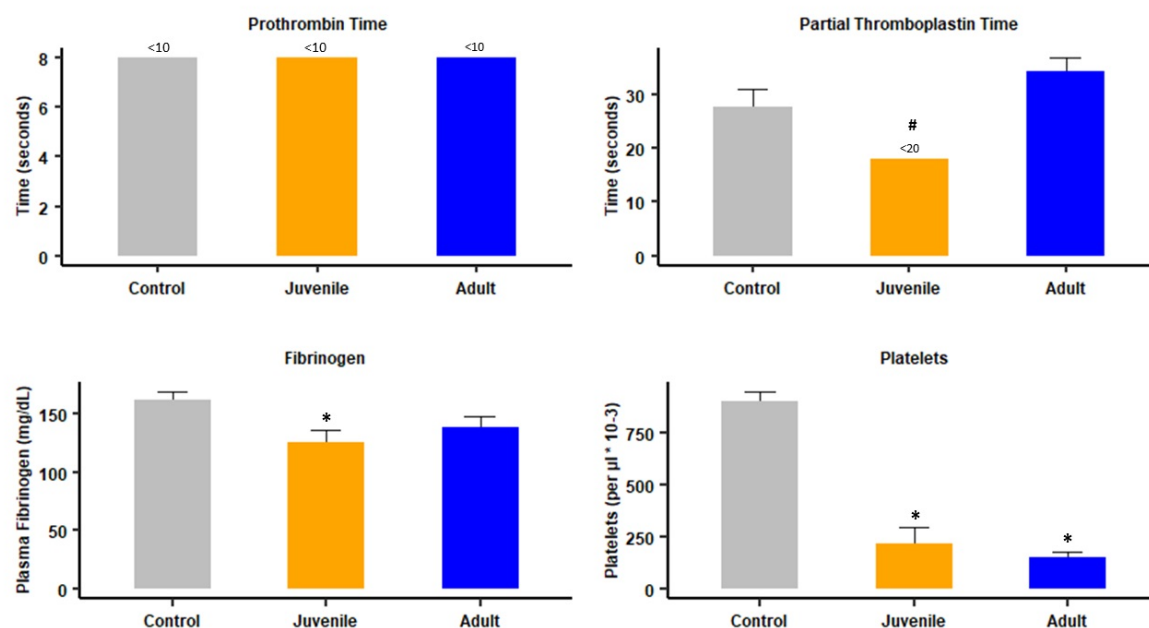 Prothrombin Time
Time (seconds)
8
6
4
2
0
<10
<10
<10
Control
Juvenile
Adult
Partial Thromboplastin Time
Time (seconds)
30
20
10
0
#
<20
Control
Juvenile
Adult
Fibrinogen
Plasma Fibrinogen (mg/dL)
150
100
50
0
*
Control
Juvenile
Adult
Platelets
Platelets (per µl * 10-3)
750
500
250
0
*
*
Control
Juvenile
Adult